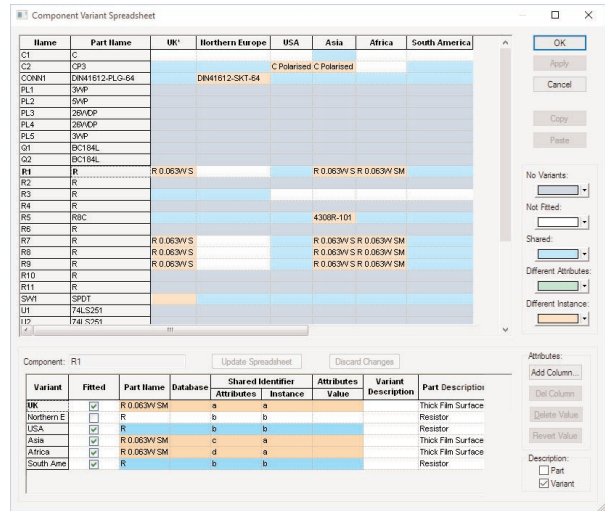 Component Variant Spreadsheet
Name Part Name UK' Northern Europe USA Asia Africa South America
C1 C
C2 CP3 C Polarised C Polarised
CONN1 DIN41612-PLG-64 DIN41612-SKT-64
PL1 3WP
PL2 5WP
PL3 26WDP
PL4 26WDP
PL5 3WP
Q1 BC184L
Q2 BC184L
R1 R R 0.063W S R 0.063W S R 0.063W SM
R2 R
R3 R
R4 R
R5 R8C 4308R-101
R6 R
R7 R R 0.063W S R 0.063W S R 0.063W SM
R8 R R 0.063W S R 0.063W S R 0.063W SM
R9 R R 0.063W S R 0.063W S R 0.063W SM
R10 R
R11 R
SW1 SPDT
U1 74LS251
U2 74LS251
OK
Apply
Cancel
Copy
Paste
No Variants:
Not Fitted:
Shared:
Different Attributes:
Different Instance:
Component: R1 Update Spreadsheet Discard Changes
Variant Fitted Part Name Database Shared Identifier Attributes Variant Description Part Description
Attributes Instance Value
UK R 0.063W SM a a Thick Film Surface
Northern E R b b Resistor
USA R b b Resistor
Asia R 0.063W SM c a Thick Film Surface
Africa R 0.063W SM d a Thick Film Surface
South Ame R b b Resistor
Attributes:
Add Column...
Del Column
Delete Value
Revert Value
Description:
Part
Variant